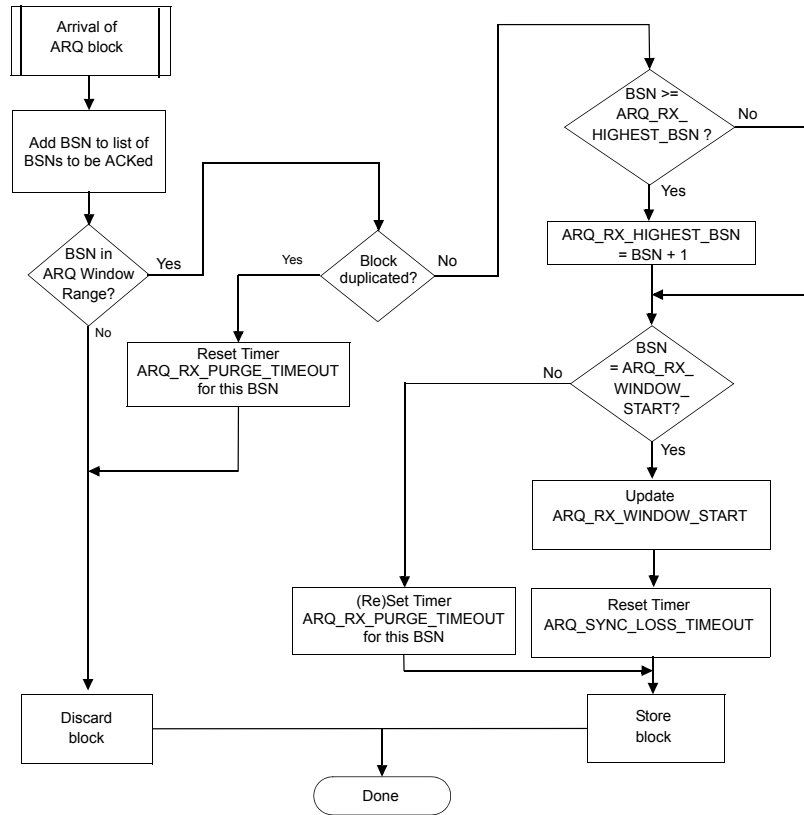 Arrival of
ARQ block
Add BSN to list of
BSNs to be ACKed
BSN in
ARQ Window
Range?
Yes
No
Block
duplicated?
Yes
No
Reset Timer
ARQ_RX_PURGE_TIMEOUT
for this BSN
BSN >=
ARQ_RX_
HIGHEST_BSN ?
No
Yes
ARQ_RX_HIGHEST_BSN
= BSN + 1
BSN
= ARQ_RX_
WINDOW_
START?
No
Yes
Update
ARQ_RX_WINDOW_START
(Re)Set Timer
ARQ_RX_PURGE_TIMEOUT
for this BSN
Reset Timer
ARQ_SYNC_LOSS_TIMEOUT
Discard
block
Store
block
Done